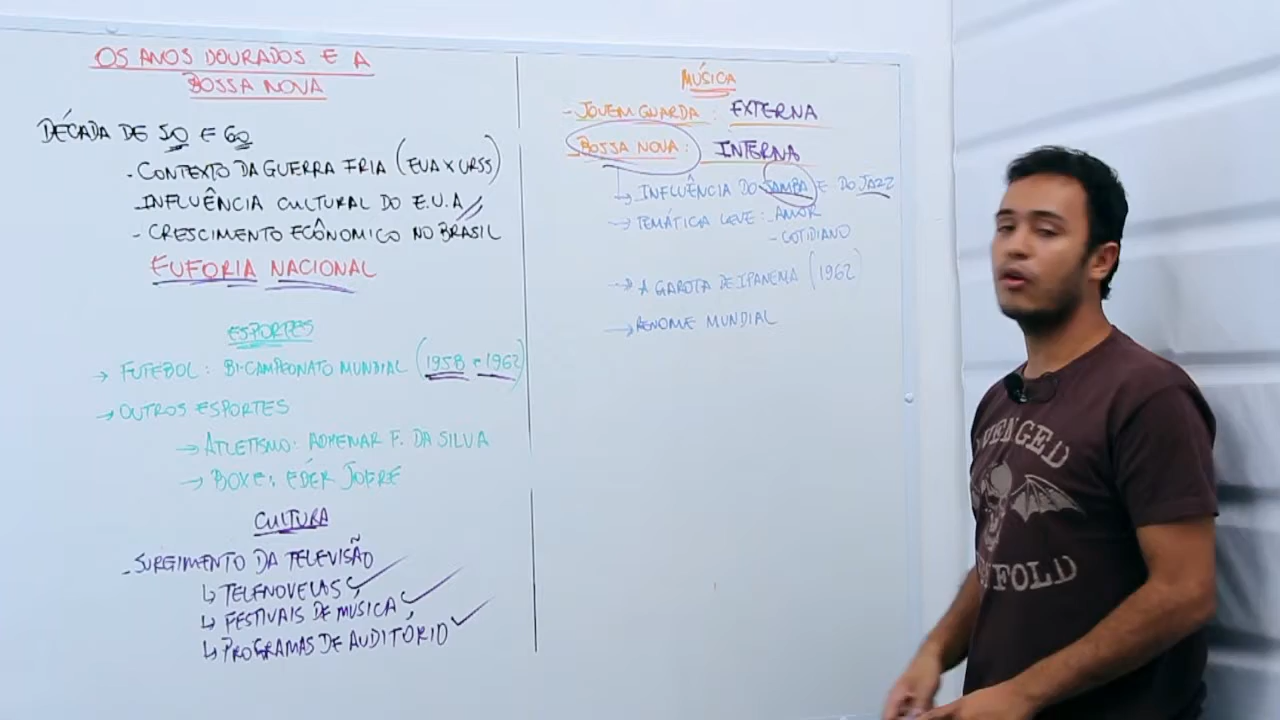 OS ANOS DOURADOS E A
BOSSA NOVA
DÉCADA DE 50 E 60
- CONTEXTO DA GUERRA FRIA (EUA X URSS)
- INFLUÊNCIA CULTURAL DO E.U.A
- CRESCIMENTO ECÔNOMICO NO BRASIL
EUFORIA NACIONAL
ESPORTES
→ FUTEBOL: BI-CAMPEONATO MUNDIAL (1958 e 1962)
→ OUTROS ESPORTES
→ ATLETISMO: ADHEMAR F. DA SILVA
→ BOXE: EDÉR JOFRE
CULTURA
- SURGIMENTO DA TELEVISÃO
↳ TELENOVELAS
↳ FESTIVAIS DE MÚSICA
↳ PROGRAMAS DE AUDITÓRIO
MÚSICA
- JOVEM GUARDA: EXTERNA
- BOSSA NOVA: INTERNA
→ INFLUÊNCIA DO SAMBA E DO JAZZ
→ TEMÁTICA LEVE: - AMOR
- COTIDIANO
→ A GAROTA DE IPANEMA (1962)
→ RENOME MUNDIAL
AVENGED
SEVENFOLD